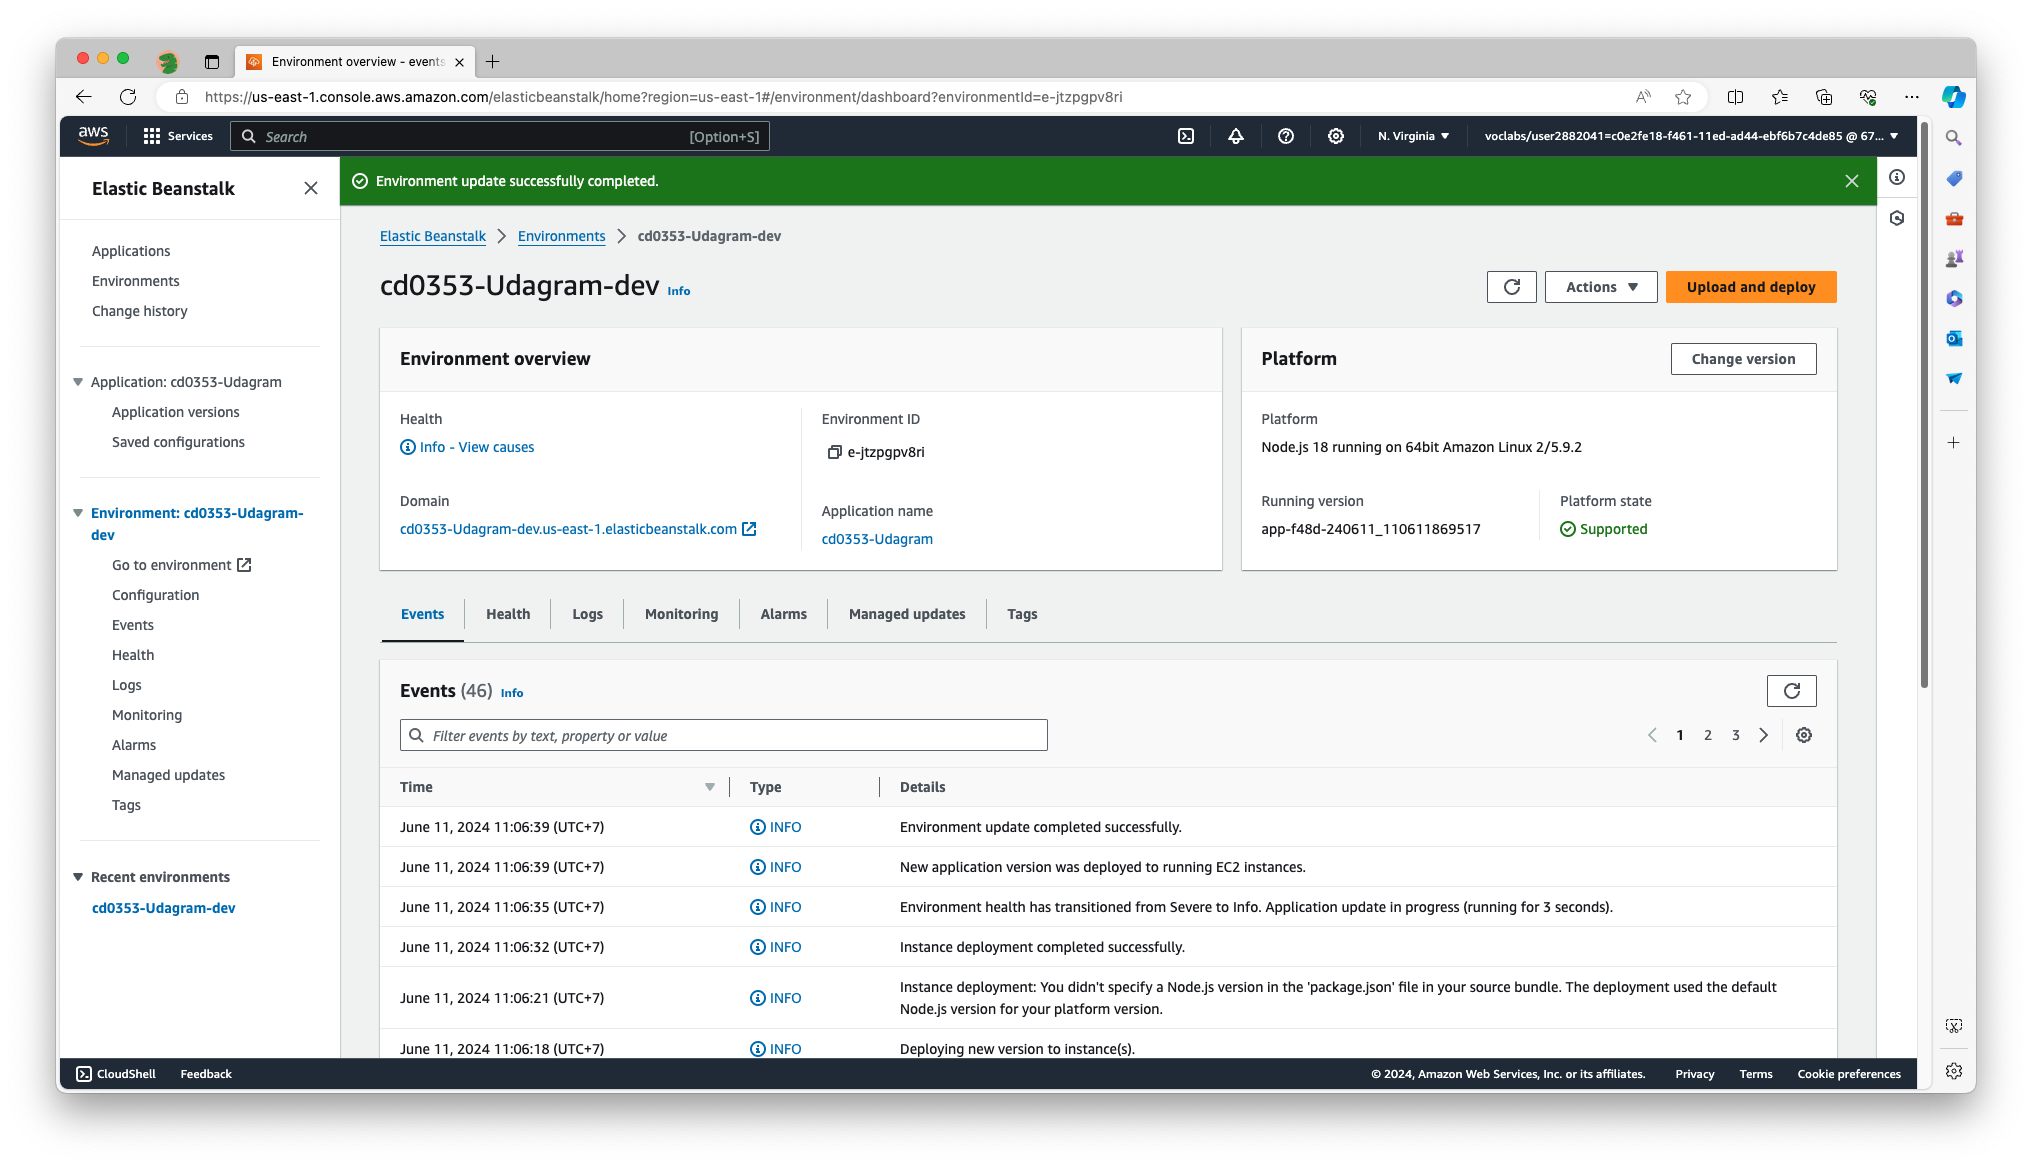 Environment overview - events
https://us-east-1.console.aws.amazon.com/elasticbeanstalk/home?region=us-east-1#/environment/dashboard?environmentId=e-jtzpgpv8ri
aws
Services
Search
[Option+S]
N. Virginia
voclabs/user2882041=c0e2fe18-f461-11ed-ad44-ebf6b7c4de85 @ 67...
Elastic Beanstalk
Applications
Environments
Change history
Application: cd0353-Udagram
Application versions
Saved configurations
Environment: cd0353-Udagram-
dev
Go to environment
Configuration
Events
Health
Logs
Monitoring
Alarms
Managed updates
Tags
Recent environments
cd0353-Udagram-dev
Environment update successfully completed.
Elastic Beanstalk
Environments
cd0353-Udagram-dev
cd0353-Udagram-dev Info
Actions
Upload and deploy
Environment overview
Health
Info - View causes
Domain
cd0353-Udagram-dev.us-east-1.elasticbeanstalk.com
Environment ID
e-jtzpgpv8ri
Application name
cd0353-Udagram
Platform
Change version
Platform
Node.js 18 running on 64bit Amazon Linux 2/5.9.2
Running version
app-f48d-240611_110611869517
Platform state
Supported
Events
Health
Logs
Monitoring
Alarms
Managed updates
Tags
Events (46) Info
Filter events by text, property or value
1 2 3
Time Type Details
June 11, 2024 11:06:39 (UTC+7) INFO Environment update completed successfully.
June 11, 2024 11:06:39 (UTC+7) INFO New application version was deployed to running EC2 instances.
June 11, 2024 11:06:35 (UTC+7) INFO Environment health has transitioned from Severe to Info. Application update in progress (running for 3 seconds).
June 11, 2024 11:06:32 (UTC+7) INFO Instance deployment completed successfully.
June 11, 2024 11:06:21 (UTC+7) INFO Instance deployment: You didn't specify a Node.js version in the 'package.json' file in your source bundle. The deployment used the default
Node.js version for your platform version.
June 11, 2024 11:06:18 (UTC+7) INFO Deploying new version to instance(s).
CloudShell
Feedback
© 2024, Amazon Web Services, Inc. or its affiliates.
Privacy
Terms
Cookie preferences